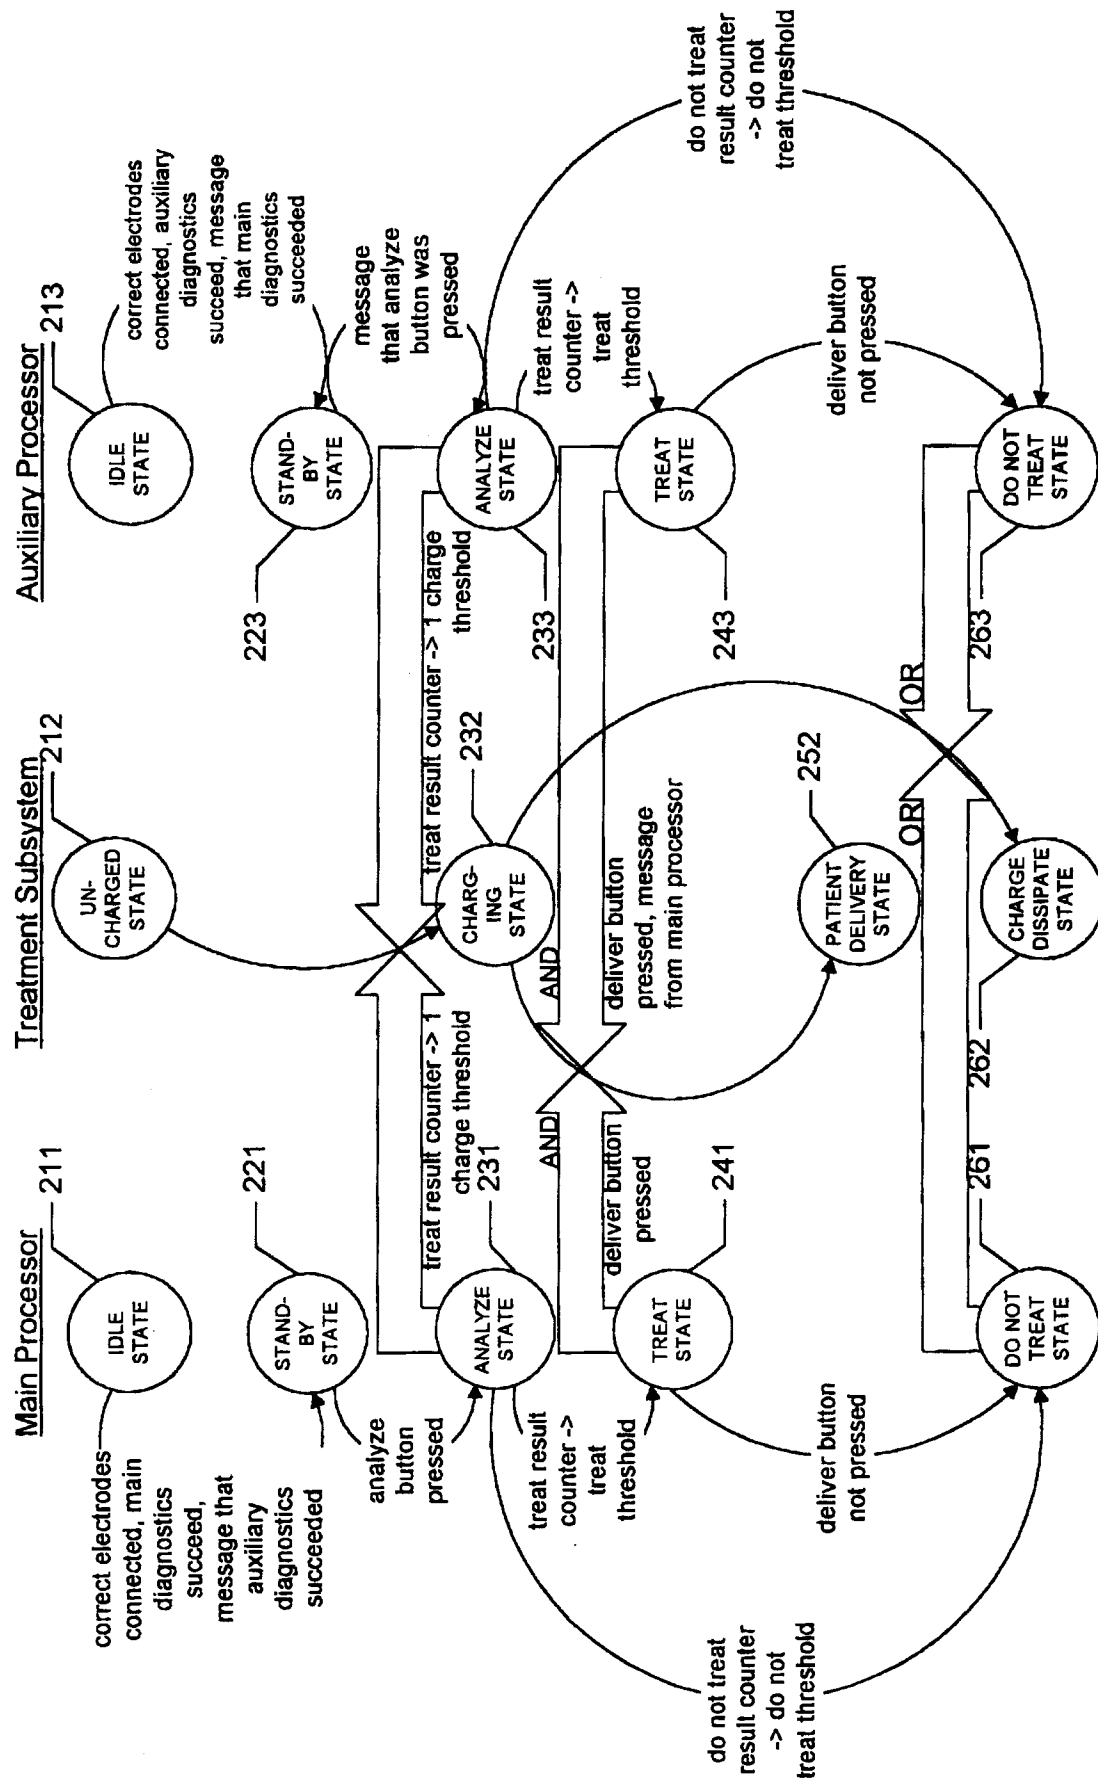 Main Processor
Treatment Subsystem
Auxiliary Processor
211
212
213
IDLE
STATE
UN-
CHARGED
STATE
IDLE
STATE
correct electrodes
connected, main
diagnostics
succeed,
message that
auxiliary
diagnostics
succeeded
correct electrodes
connected, auxiliary
diagnostics
succeed, message
that main
diagnostics
succeeded
221
223
STAND-
BY
STATE
STAND-
BY
STATE
analyze
button
pressed
message
that analyze
button was
pressed
treat result counter -> 1
charge threshold
treat result counter -> 1 charge
threshold
231
232
233
ANALYZE
STATE
CHARG-
ING
STATE
ANALYZE
STATE
treat result
counter ->
treat
threshold
treat result
counter ->
treat
threshold
AND
AND
deliver button
pressed
deliver button
pressed, message
from main processor
241
243
TREAT
STATE
TREAT
STATE
do not treat
result counter
-> do not
treat threshold
do not treat
result counter
-> do not
treat threshold
deliver button
not pressed
deliver button
not pressed
252
PATIENT
DELIVERY
STATE
OR
OR
261
262
263
DO NOT
TREAT
STATE
CHARGE
DISSIPATE
STATE
DO NOT
TREAT
STATE